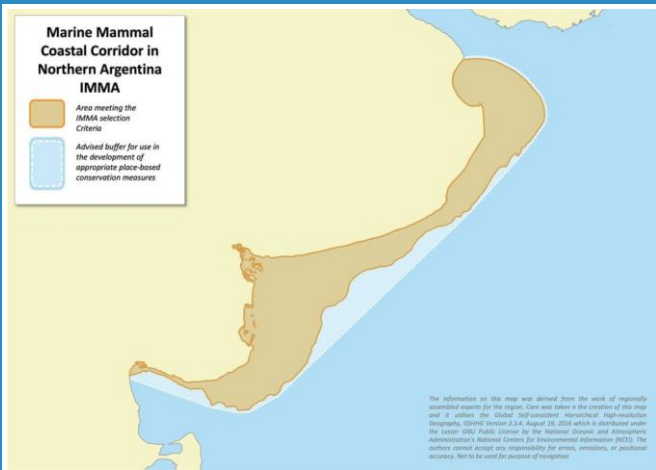 Marine Mammal
Coastal Corridor in
Northern Argentina
IMMA
Area meeting the
IMMA selection
Criteria
Advised buffer for use in
the development of
appropriate place-based
conservation measures
The information on this map was derived from the work of regionally
assembled experts for the region. Care was taken n the creation of this map
and it utilises the Global Self-consistent Hierarchical High-resolution
Geography, GSHHG Version 2.3.6. August 19, 2016 which is distributed under
the Lesser GNU Public License by the National Oceanic and Atmospheric
Administration's National Centers for Environmental Information (NCEI). The
authors cannot accept any responsibility for errors, omissions, or positional
accuracy. Not to be used for purpose of navigation